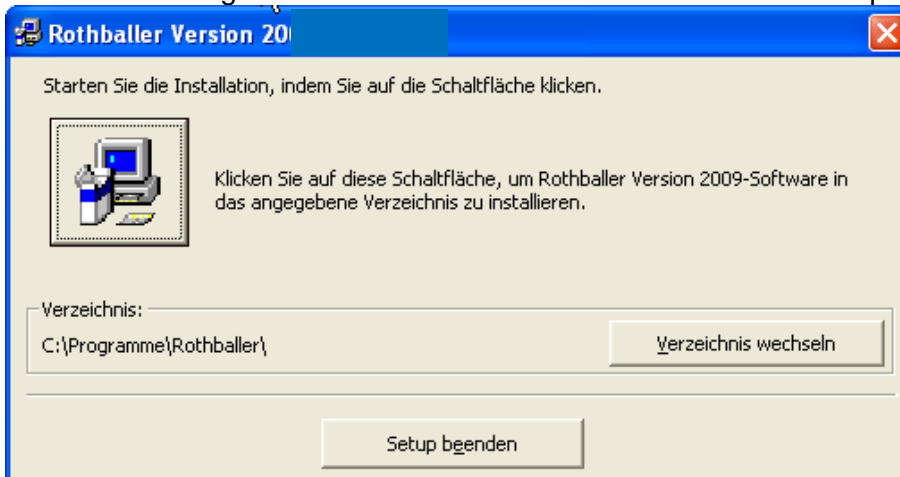 Rothballer Version 20
Starten Sie die Installation, indem Sie auf die Schaltfläche klicken.
Klicken Sie auf diese Schaltfläche, um Rothballer Version 2009-Software in
das angegebene Verzeichnis zu installieren.
Verzeichnis:
C:\Programme\Rothballer\
Verzeichnis wechseln
Setup beenden